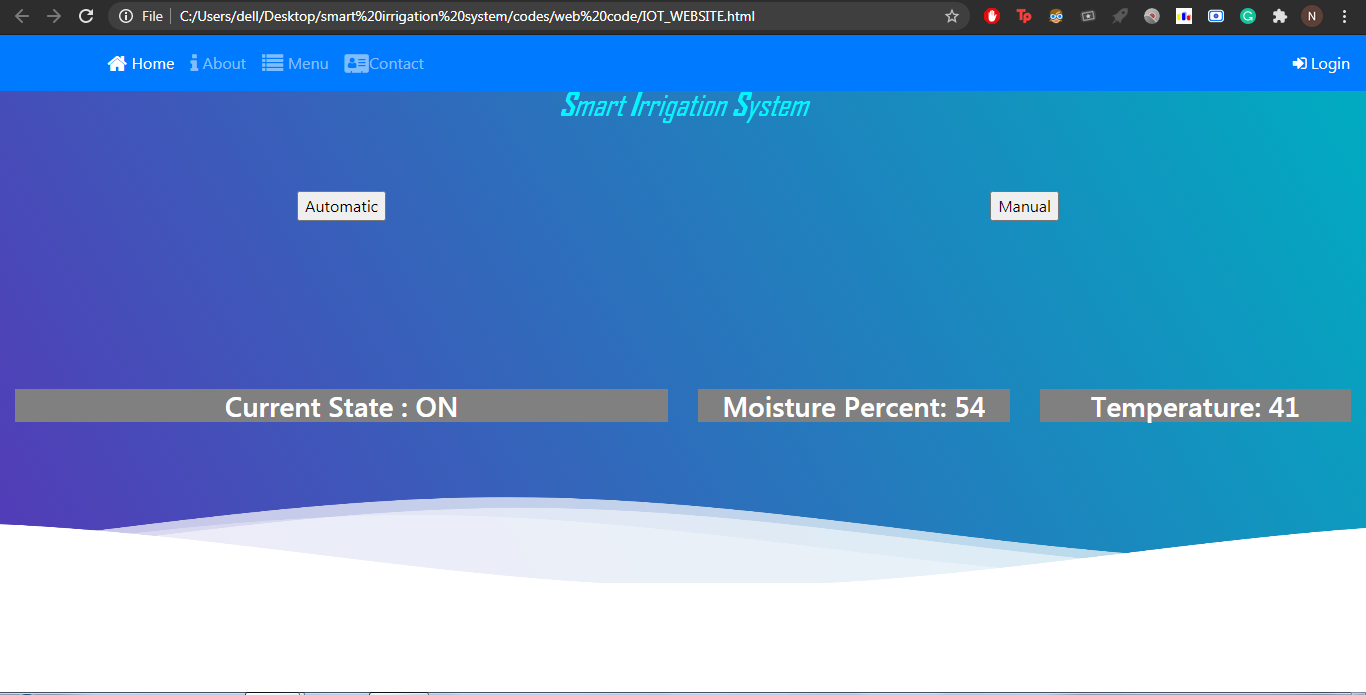 File C:/Users/dell/Desktop/smart%20irrigation%20system/codes/web%20code/IOT_WEBSITE.html Tp G N
Home About Menu Contact Login
Smart Irrigation System
Automatic Manual
Current State : ON Moisture Percent: 54 Temperature: 41